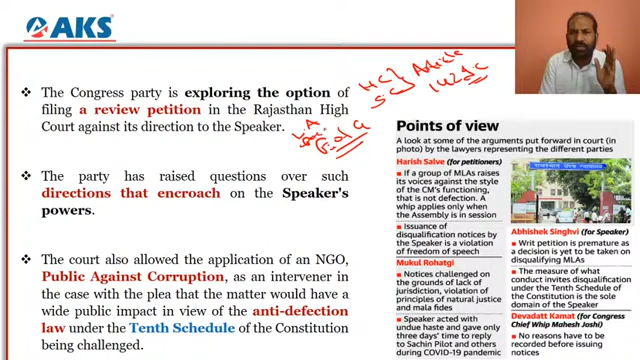 AKS
The Congress party is exploring the option of
filing a review petition in the Rajasthan High
Court against its direction to the Speaker.
The party has raised questions over such
directions that encroach on the Speaker's
powers.
The court also allowed the application of an NGO,
Public Against Corruption, as an intervener in
the case with the plea that the matter would have a
wide public impact in view of the anti-defection
law under the Tenth Schedule of the Constitution
being challenged.
HC
SC
Article
142
L.A
Points of view
A look at some of the arguments put forward in court (in
photo) by the lawyers representing the different parties
Harish Salve (for petitioners)
If a group of MLAs raises
its voices against the style
of the CM's functioning,
that is not defection. A
whip applies only when
the Assembly is in session
Issuance of
disqualification notices by
the Speaker is a violation
of freedom of speech
Mukul Rohatgi
Notices challenged on
the grounds of lack of
jurisdiction, violation of
principles of natural justice
and mala fides
Speaker acted with
undue haste and gave only
three days' time to reply
to Sachin Pilot and others
during COVID-19 pandemic
Abhishek Singhvi (for Speaker)
Writ petition is premature as
a decision is yet to be taken on
disqualifying MLAs
The measure of what
conduct invites disqualification
under the Tenth Schedule of
the Constitution is the sole
domain of the Speaker
Devadatt Kamat (for Congress
Chief Whip Mahesh Joshi)
No reasons have to be
recorded before issuing
notices